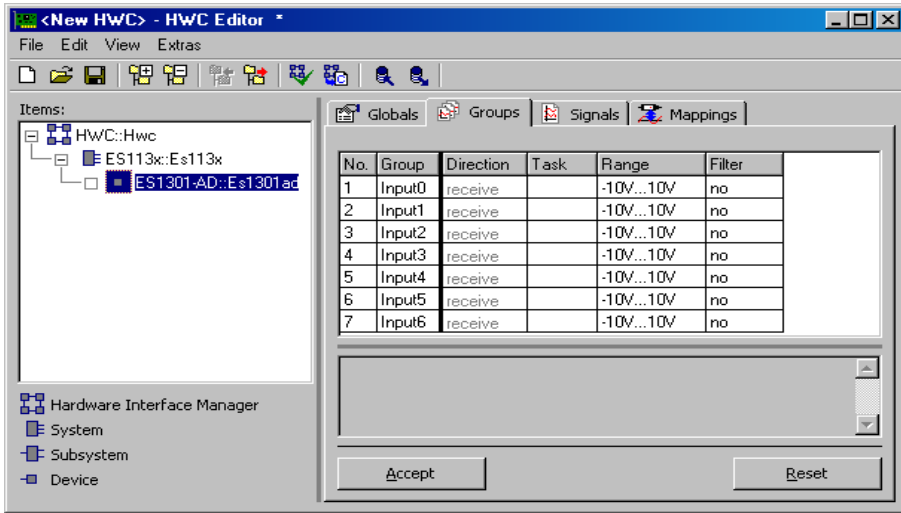 <New HWC> - HWC Editor *
File Edit View Extras
Items:
HWC::Hwc
ES113x::Es113x
ES1301-AD::Es1301ad
Hardware Interface Manager
System
Subsystem
Device
Globals Groups Signals Mappings
No. Group Direction Task Range Filter
1 Input0 receive -10V...10V no
2 Input1 receive -10V...10V no
3 Input2 receive -10V...10V no
4 Input3 receive -10V...10V no
5 Input4 receive -10V...10V no
6 Input5 receive -10V...10V no
7 Input6 receive -10V...10V no
Accept Reset